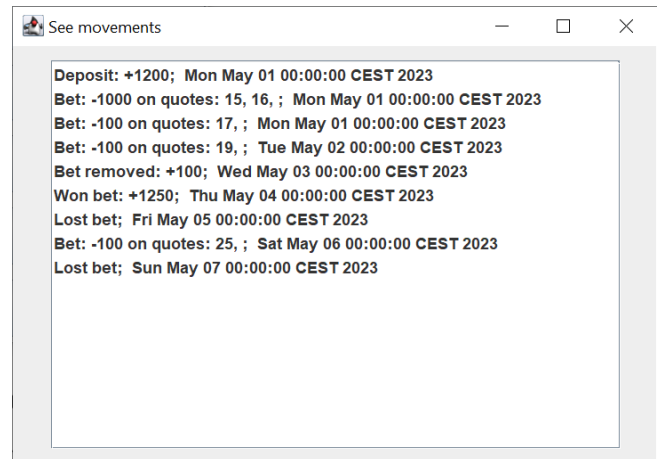 See movements
Deposit: +1200;  Mon May 01 00:00:00 CEST 2023
Bet: -1000 on quotes: 15, 16, ;  Mon May 01 00:00:00 CEST 2023
Bet: -100 on quotes: 17, ;  Mon May 01 00:00:00 CEST 2023
Bet: -100 on quotes: 19, ;  Tue May 02 00:00:00 CEST 2023
Bet removed: +100;  Wed May 03 00:00:00 CEST 2023
Won bet: +1250;  Thu May 04 00:00:00 CEST 2023
Lost bet;  Fri May 05 00:00:00 CEST 2023
Bet: -100 on quotes: 25, ;  Sat May 06 00:00:00 CEST 2023
Lost bet;  Sun May 07 00:00:00 CEST 2023